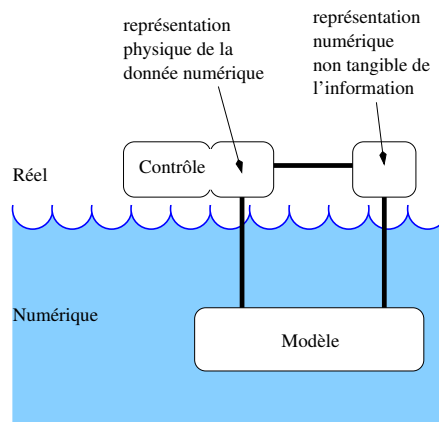 représentation
physique de la
donnée numérique
représentation
numérique
non tangible de
l'information
Contrôle
Réel
Numérique
Modèle